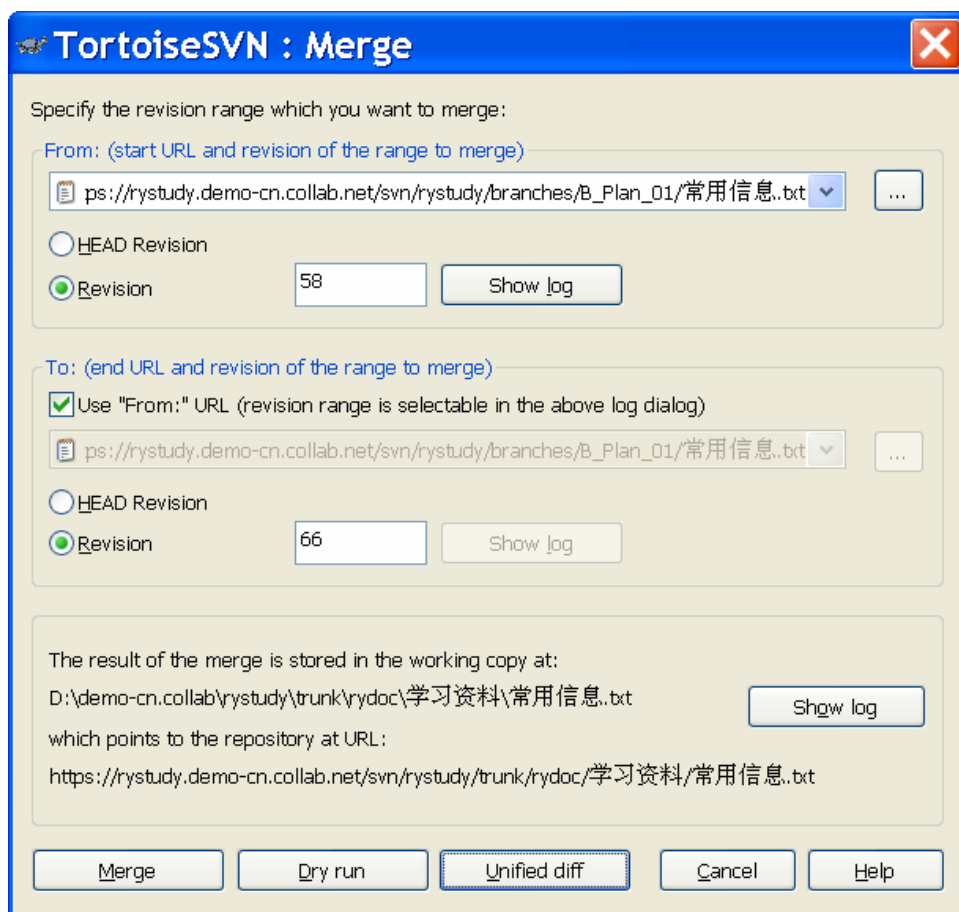 TortoiseSVN : Merge
Specify the revision range which you want to merge:
From: (start URL and revision of the range to merge)
ps://rystudy.demo-cn.collab.net/svn/rystudy/branches/B_Plan_01/常用信息.txt
...
HEAD Revision
Revision
58
Show log
To: (end URL and revision of the range to merge)
Use "From:" URL (revision range is selectable in the above log dialog)
ps://rystudy.demo-cn.collab.net/svn/rystudy/branches/B_Plan_01/常用信息.txt
...
HEAD Revision
Revision
66
Show log
The result of the merge is stored in the working copy at:
D:\demo-cn.collab\rystudy\trunk\rydoc\学习资料\常用信息.txt
Show log
which points to the repository at URL:
https://rystudy.demo-cn.collab.net/svn/rystudy/trunk/rydoc/学习资料/常用信息.txt
Merge
Dry run
Unified diff
Cancel
Help